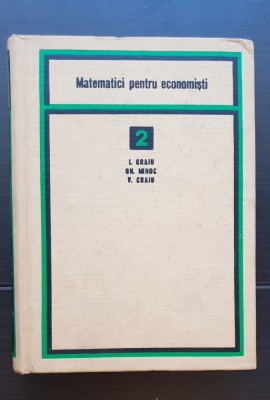 Matematici pentru economiști
2
I. CRAIU
GH. MIHOC
V. CRAIU